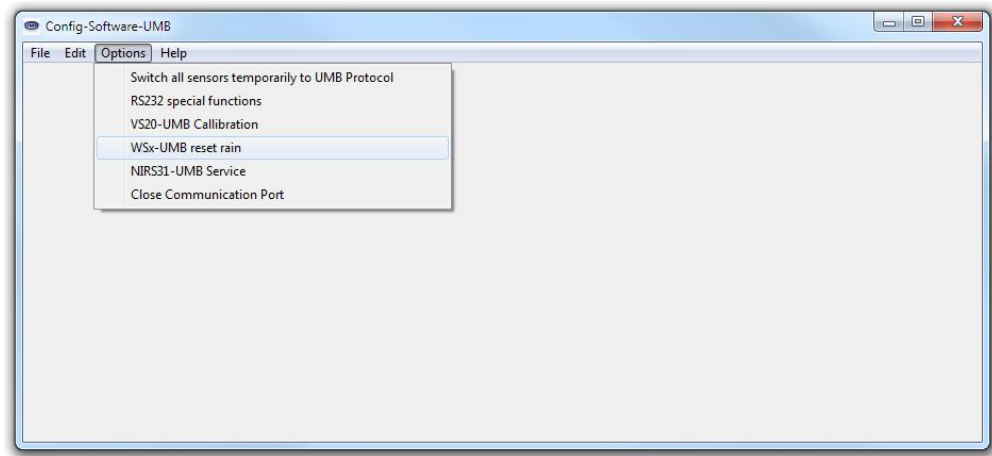 Config-Software-UMB
File Edit Options Help
Switch all sensors temporarily to UMB Protocol
RS232 special functions
VS20-UMB Callibration
WSx-UMB reset rain
NIRS31-UMB Service
Close Communication Port